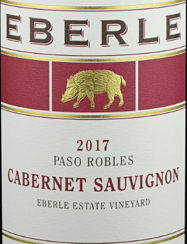 EBERLE
2017
PASO ROBLES
CABERNET SAUVIGNON
EBERLE ESTATE VINEYARD